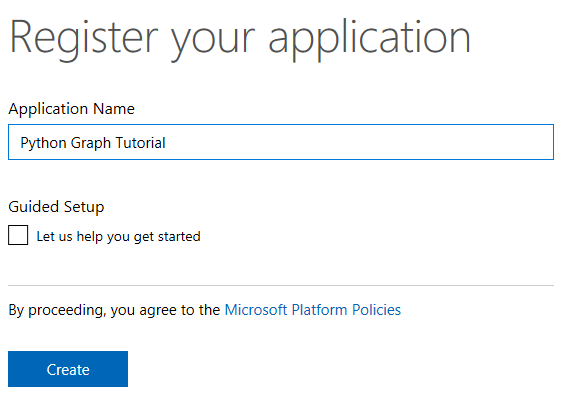 Register your application
Application Name
Python Graph Tutorial
Guided Setup
Let us help you get started
By proceeding, you agree to the Microsoft Platform Policies
Create